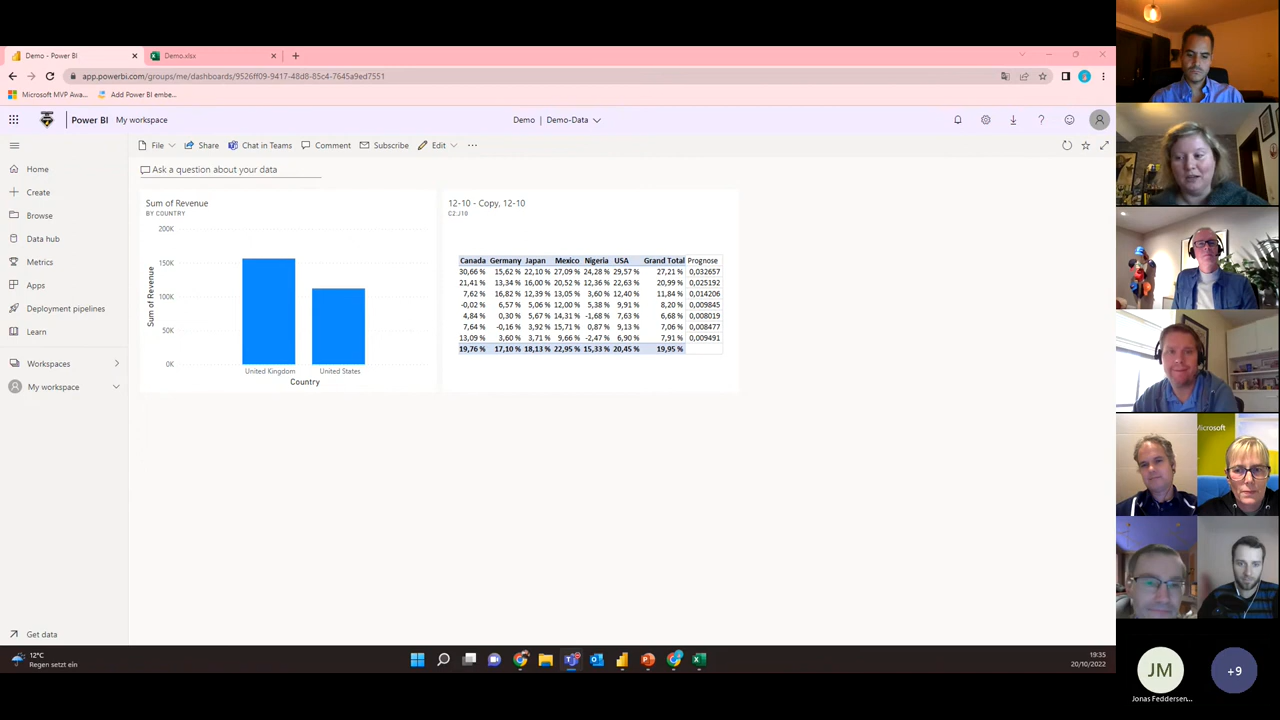 Demo - Power BI
Demo.xlsx
app.powerbi.com/groups/me/dashboards/9526ff09-9417-48d8-85c4-7645a9ed7551
Microsoft MVP Awa...
Add Power BI embe...
Power BI My workspace
Demo Demo-Data
File Share Chat in Teams Comment Subscribe Edit
Home
Create
Browse
Data hub
Metrics
Apps
Deployment pipelines
Learn
Workspaces
My workspace
Get data
Ask a question about your data
Sum of Revenue
BY COUNTRY
200K
150K
100K
50K
0K
Sum of Revenue
United Kingdom United States
Country
12-10 - Copy, 12-10
C2:J10
Canada Germany Japan Mexico Nigeria USA Grand Total Prognose
30,66 % 15,62 % 22,10 % 27,09 % 24,28 % 29,57 % 27,21 % 0,032657
21,41 % 13,34 % 16,00 % 20,52 % 12,36 % 22,63 % 20,99 % 0,025192
7,62 % 16,82 % 12,39 % 13,05 % 3,60 % 12,40 % 11,84 % 0,014206
-0,02 % 6,57 % 5,06 % 12,00 % 5,38 % 9,91 % 8,20 % 0,009845
4,84 % 0,30 % 5,67 % 14,31 % -1,68 % 7,63 % 6,68 % 0,008019
7,64 % -0,16 % 3,92 % 15,71 % 0,87 % 9,13 % 7,06 % 0,008477
13,09 % 3,60 % 3,71 % 9,66 % -2,47 % 6,90 % 7,91 % 0,009491
19,76 % 17,10 % 18,13 % 22,95 % 15,33 % 20,45 % 19,95 %
12°C
Regen setzt ein
19:35
20/10/2022
Microsoft
JM
Jonas Feddersen...
+9